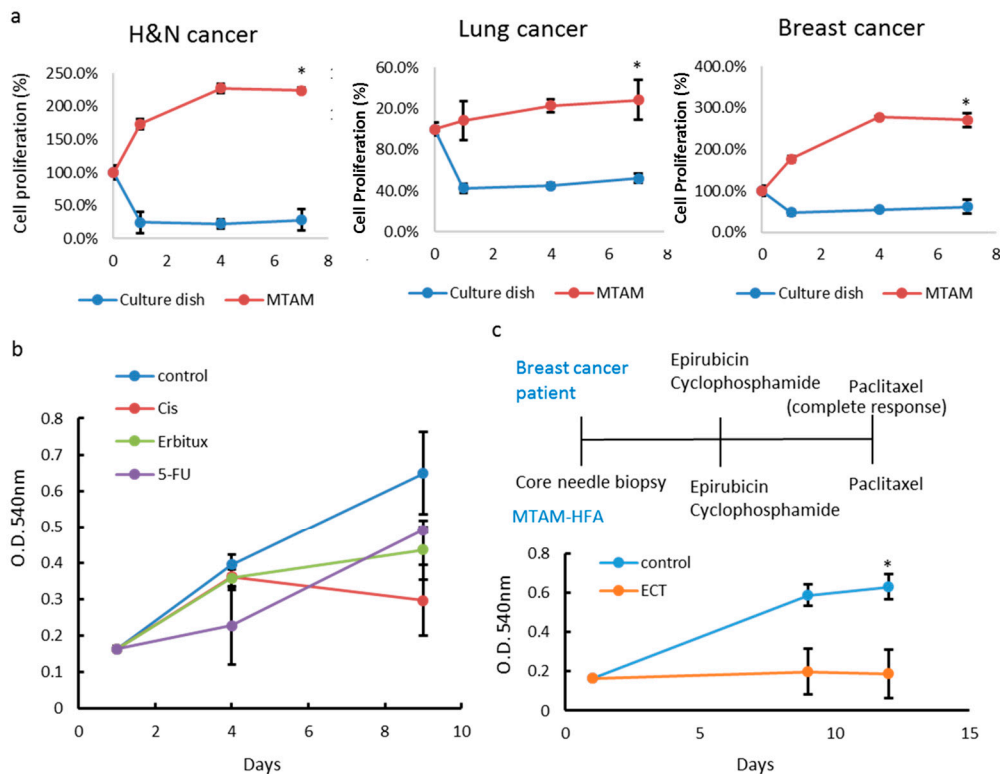 a
H&N cancer
Lung cancer
Breast cancer
Cell proliferation (%)
250.0%
200.0%
150.0%
100.0%
50.0%
0.0%
0 2 4 6 8
*
Culture dish MTAM
Cell Proliferation (%)
60.0%
20.0%
80.0%
40.0%
0.0%
0 2 4 6 8
*
Culture dish MTAM
Cell Proliferation (%)
400.0%
300.0%
200.0%
100.0%
0.0%
0 2 4 6 8
*
Culture dish MTAM
b
control
Cis
Erbitux
5-FU
O.D. 540nm
0.8
0.7
0.6
0.5
0.4
0.3
0.2
0.1
0
0 2 4 6 8 10
Days
c
Breast cancer
patient
Epirubicin
Cyclophosphamide
Paclitaxel
(complete response)
Core needle biopsy
Epirubicin
Cyclophosphamide
Paclitaxel
MTAM-HFA
control
ECT
*
O.D. 540nm
0.8
0.6
0.4
0.2
0
0 5 10 15
Days